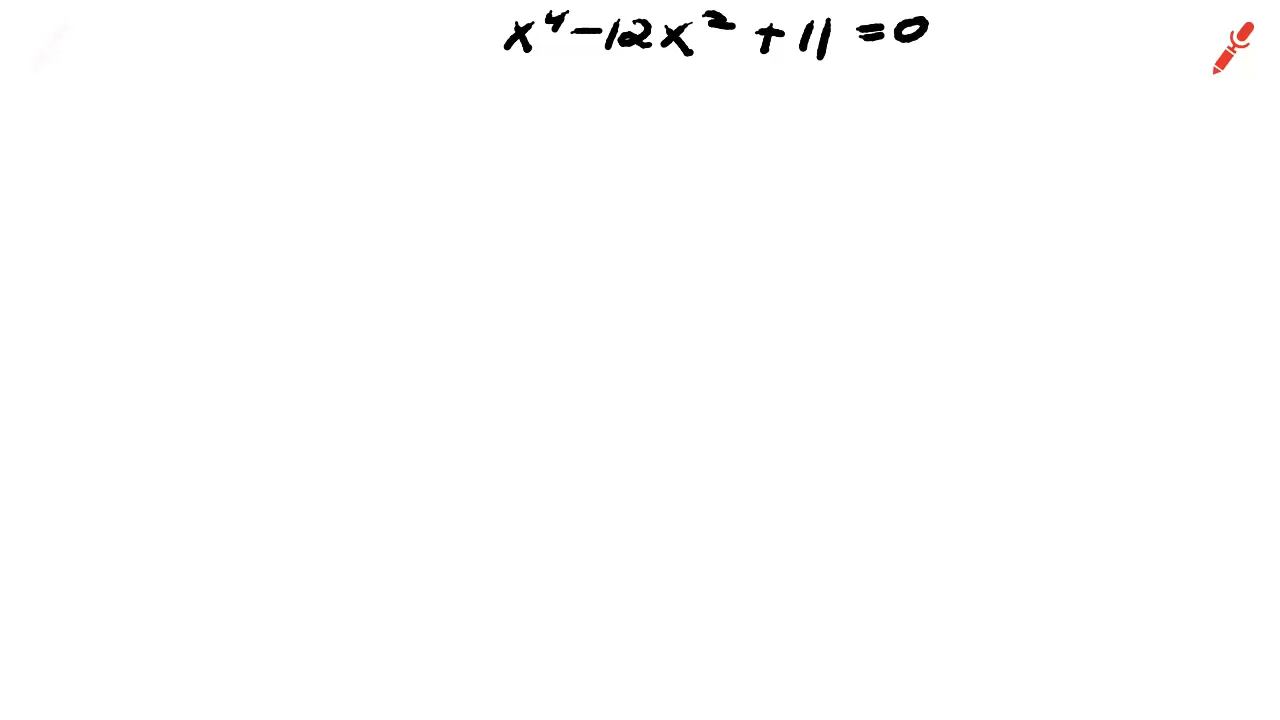 x⁴-12x² + 11 = 0